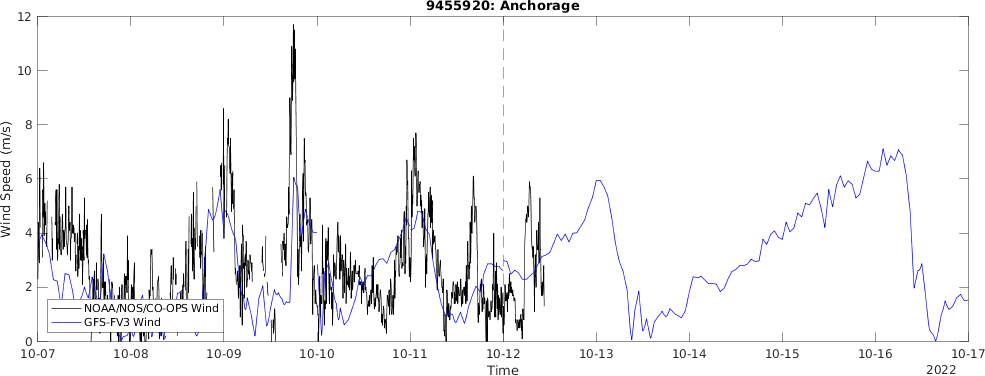 9455920: Anchorage
12
10
8
6
4
2
0
Wind Speed (m/s)
NOAA/NOS/CO-OPS Wind
GFS-FV3 Wind
10-07 10-08 10-09 10-10 10-11 10-12 10-13 10-14 10-15 10-16 10-17
Time
2022